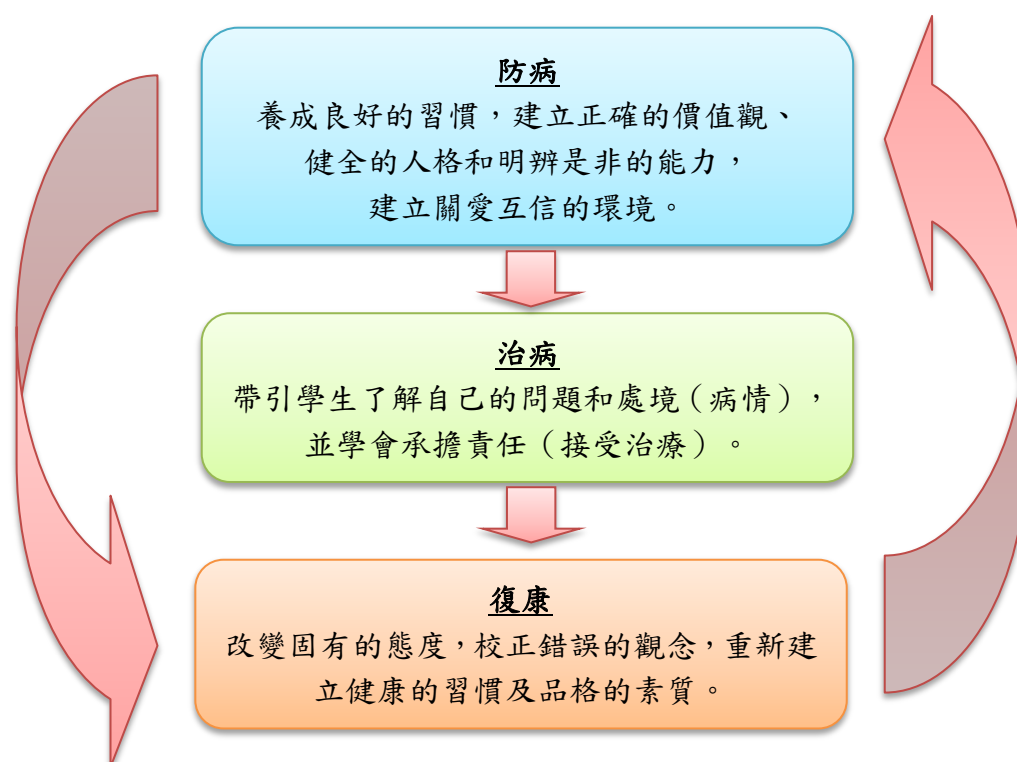 防病
養成良好的習慣，建立正確的價值觀、
健全的人格和明辨是非的能力，
建立關愛互信的環境。
治病
帶引學生了解自己的問題和處境（病情），
並學會承擔責任（接受治療）。
復康
改變固有的態度，校正錯誤的觀念，重新建
立健康的習慣及品格的素質。